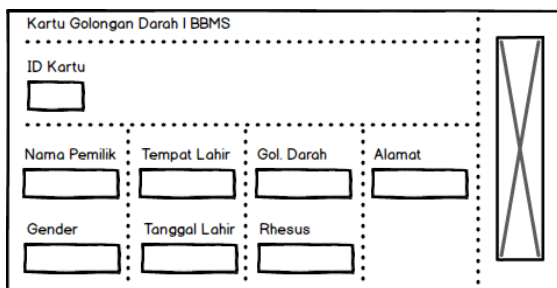 Kartu Golongan Darah | BBMS
ID Kartu
Nama Pemilik
Tempat Lahir
Gol. Darah
Alamat
Gender
Tanggal Lahir
Rhesus